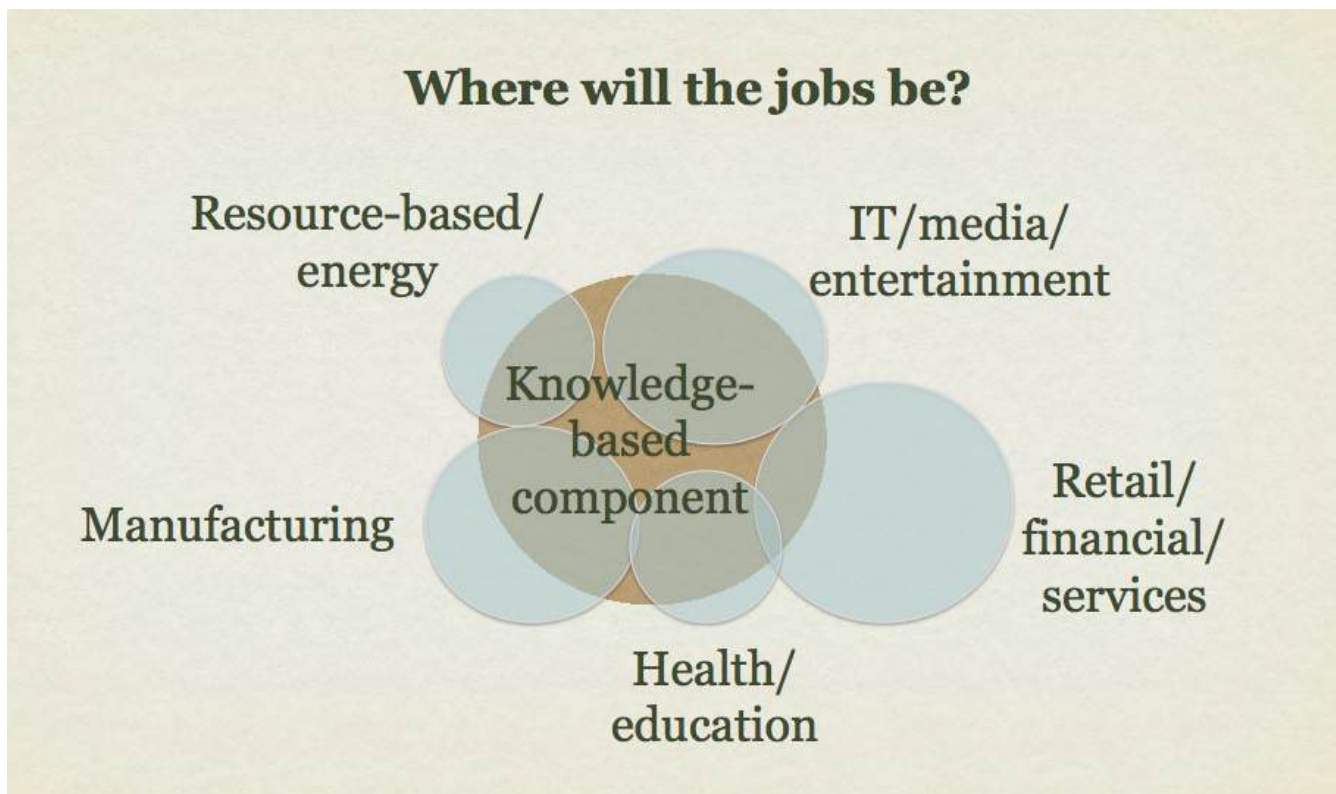 Where will the jobs be?
Resource-based/
energy
IT/media/
entertainment
Knowledge-
based
component
Manufacturing
Retail/
financial/
services
Health/
education